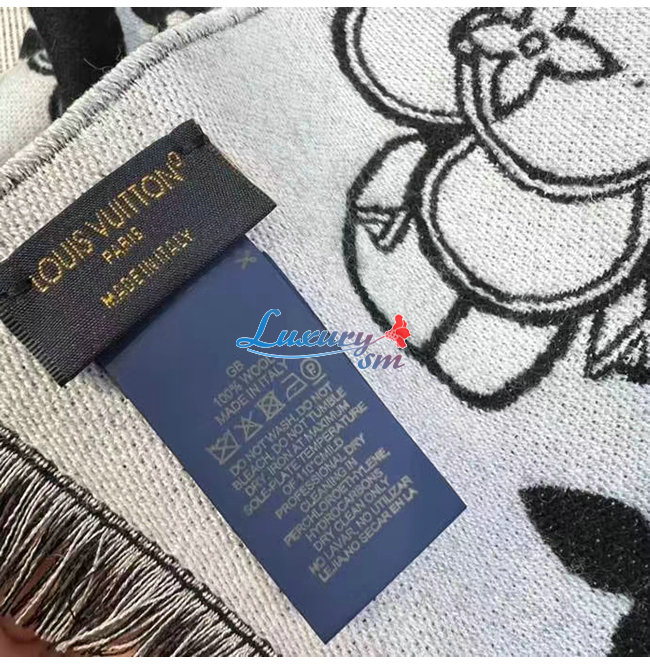 LOUIS VUITTON®
PARIS
MADE IN ITALY
Luxury
sm
GB
100% WOOL
MADE IN ITALY
DO NOT WASH. DO NOT
BLEACH. DO NOT TUMBLE
DRY. IRON AT MAXIMUM
SOLE-PLATE TEMPERATURE
OF 110°C MILD
PROFESSIONAL DRY
CLEANING IN
PERCHLOROETHYLENE,
HYDROCARBONS
DRY CLEAN ONLY
NO LAVAR. NO UTILIZAR
LEJIANO SECAR EN LA